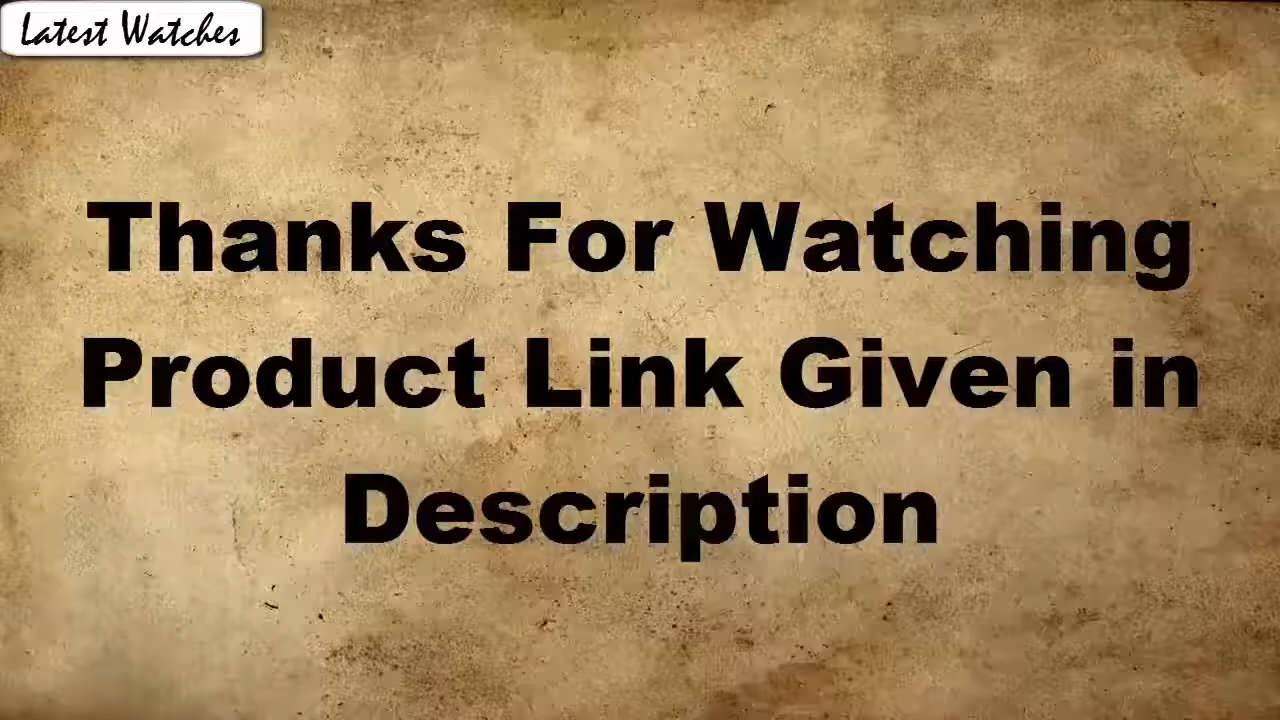 Latest Watches
Thanks For Watching
Product Link Given in
Description